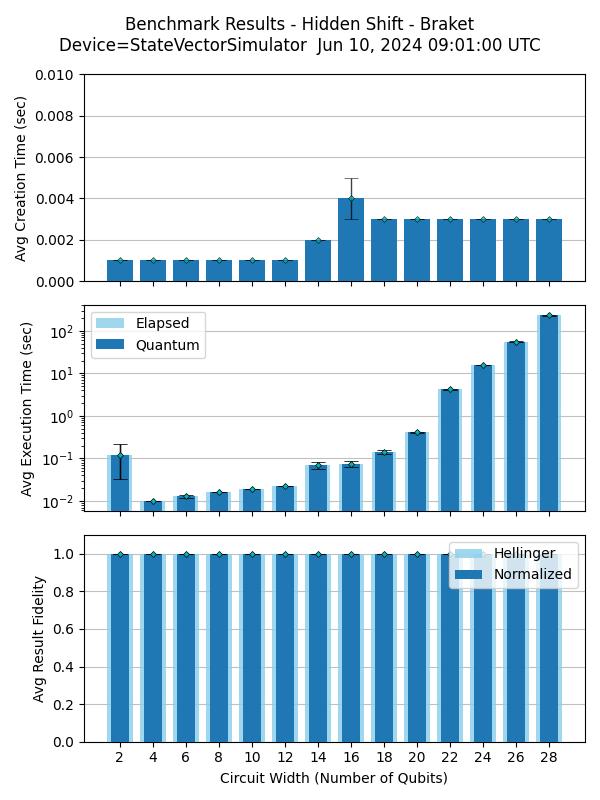 Benchmark Results - Hidden Shift - Braket
Device=StateVectorSimulator  Jun 10, 2024 09:01:00 UTC
Avg Creation Time (sec)
0.010
0.008
0.006
0.004
0.002
0.000
Avg Execution Time (sec)
Elapsed
Quantum
10²
10¹
10⁰
10⁻¹
10⁻²
Avg Result Fidelity
Hellinger
Normalized
1.0
0.8
0.6
0.4
0.2
0.0
2 4 6 8 10 12 14 16 18 20 22 24 26 28
Circuit Width (Number of Qubits)